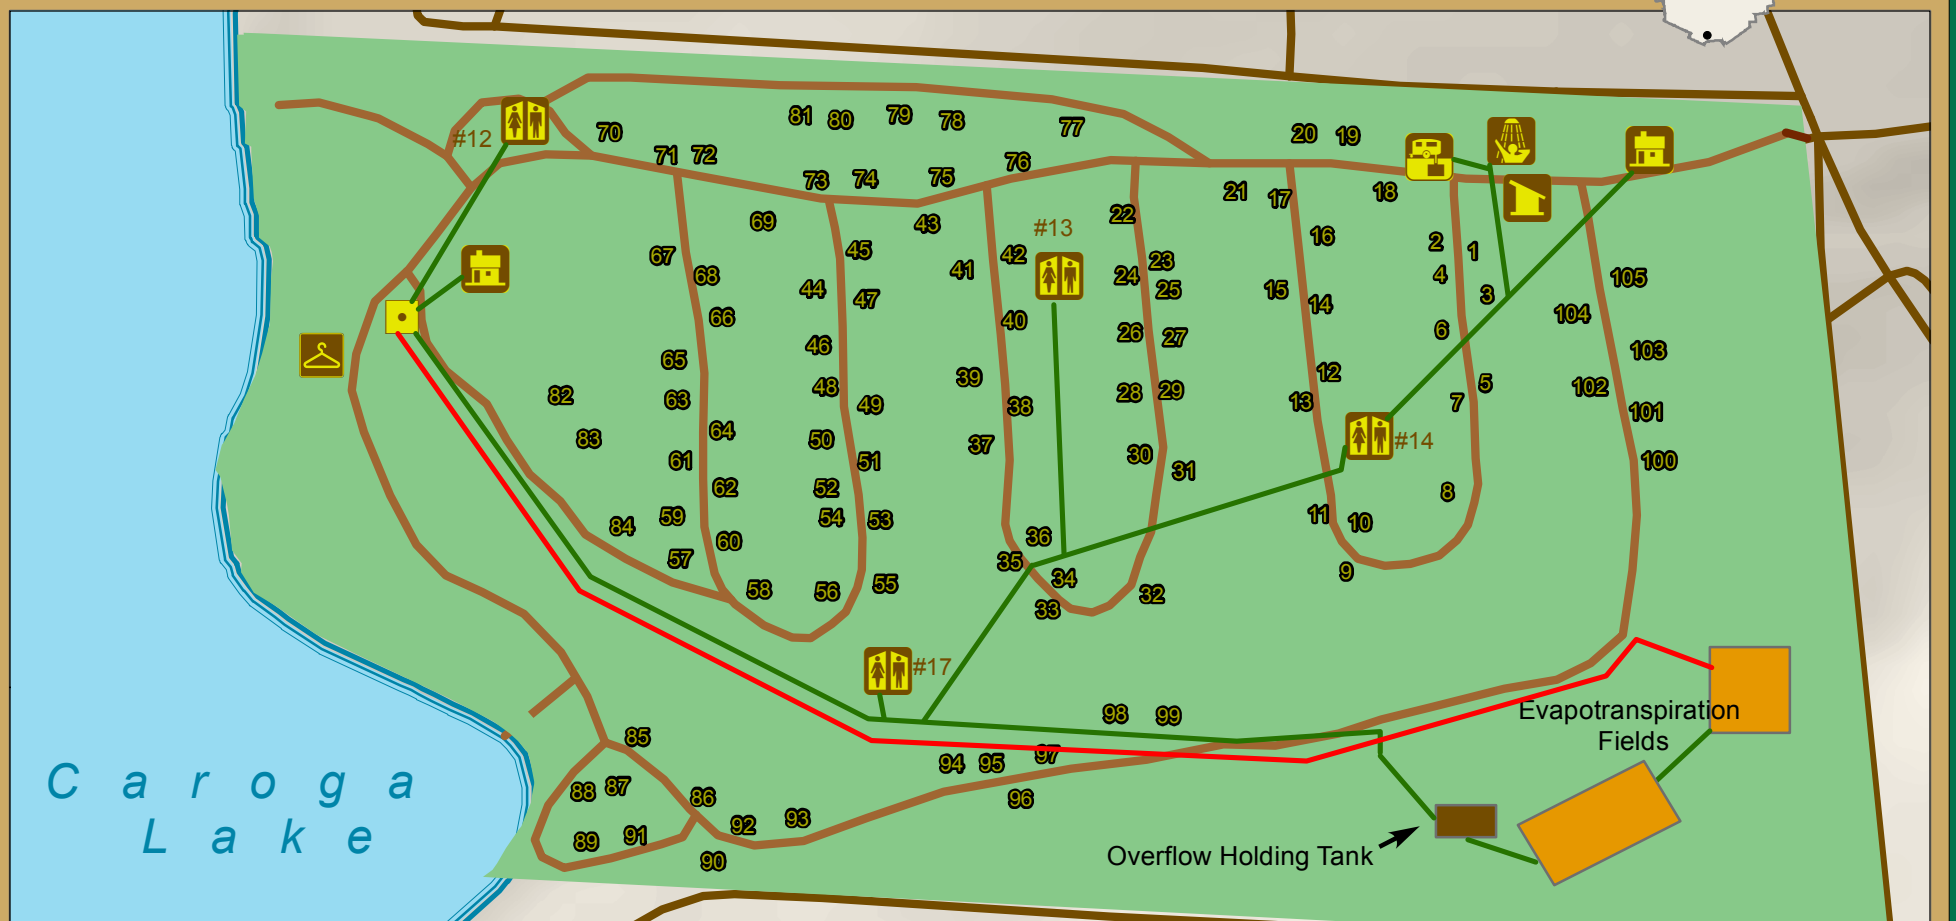 81 80 79 78 77
#12 70 20 19
71 72 76
73 74 75 21 17 18
69 43 22
#13
67 45 41 42 24 23 16 2 1
68 44 47 25 15 14 4 3 105
66 40 26 27 6 104
65 46 39 28 29 12 5 103
82 63 48 49 38 13 7 102
83 64 50 37 30 #14 101
61 62 51 31 100
59 52 8
84 60 54 53 36 11 10
57 58 56 55 35 34 33 32 9
#17
98 99
85 94 95 97
88 87 86 96
89 91 92 93
90
Evapotranspiration
Fields
Overflow Holding Tank
Caroga
Lake